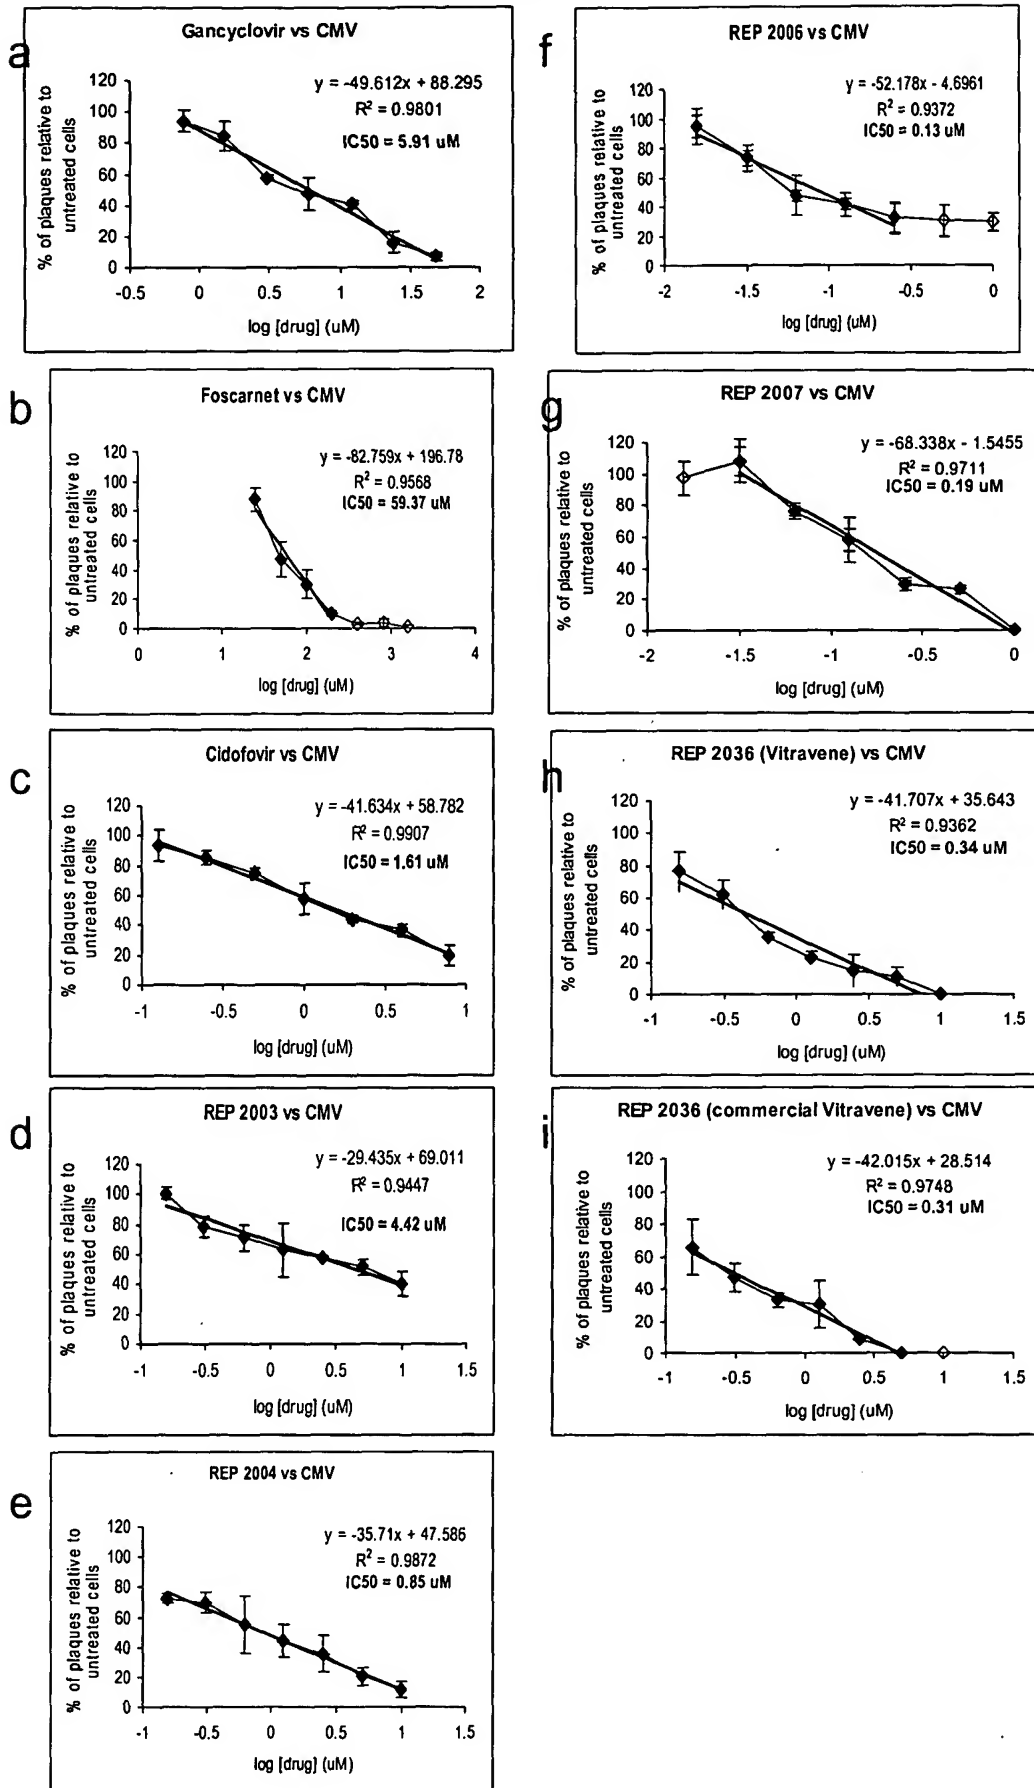 a
Gancyclovir vs CMV
% of plaques relative to
untreated cells
120
100
80
60
40
20
0
y = -49.612x + 88.295
R² = 0.9801
IC50 = 5.91 uM
-0.5 0 0.5 1 1.5 2
log [drug] (uM)
b
Foscarnet vs CMV
% of plaques relative to
untreated cells
120
100
80
60
40
20
0
y = -82.759x + 196.78
R² = 0.9568
IC50 = 59.37 uM
0 1 2 3 4
log [drug] (uM)
c
Cidofovir vs CMV
% of plaques relative to
untreated cells
120
100
80
60
40
20
0
y = -41.634x + 58.782
R² = 0.9907
IC50 = 1.61 uM
-1 -0.5 0 0.5 1
log [drug] (uM)
d
REP 2003 vs CMV
% of plaques relative to
untreated cells
120
100
80
60
40
20
0
y = -29.435x + 69.011
R² = 0.9447
IC50 = 4.42 uM
-1 -0.5 0 0.5 1 1.5
log [drug] (uM)
e
REP 2004 vs CMV
% of plaques relative to
untreated cells
120
100
80
60
40
20
0
y = -35.71x + 47.586
R² = 0.9872
IC50 = 0.85 uM
-1 -0.5 0 0.5 1 1.5
log [drug] (uM)
f
REP 2006 vs CMV
% of plaques relative to
untreated cells
120
100
80
60
40
20
0
y = -52.178x - 4.6961
R² = 0.9372
IC50 = 0.13 uM
-2 -1.5 -1 -0.5 0
log [drug] (uM)
g
REP 2007 vs CMV
% of plaques relative to
untreated cells
120
100
80
60
40
20
0
y = -68.338x - 1.5455
R² = 0.9711
IC50 = 0.19 uM
-2 -1.5 -1 -0.5 0
log [drug] (uM)
h
REP 2036 (Vitravene) vs CMV
% of plaques relative to
untreated cells
120
100
80
60
40
20
0
y = -41.707x + 35.643
R² = 0.9362
IC50 = 0.34 uM
-1 -0.5 0 0.5 1 1.5
log [drug] (uM)
i
REP 2036 (commercial Vitravene) vs CMV
% of plaques relative to
untreated cells
120
100
80
60
40
20
0
y = -42.015x + 28.514
R² = 0.9748
IC50 = 0.31 uM
-1 -0.5 0 0.5 1 1.5
log [drug] (uM)